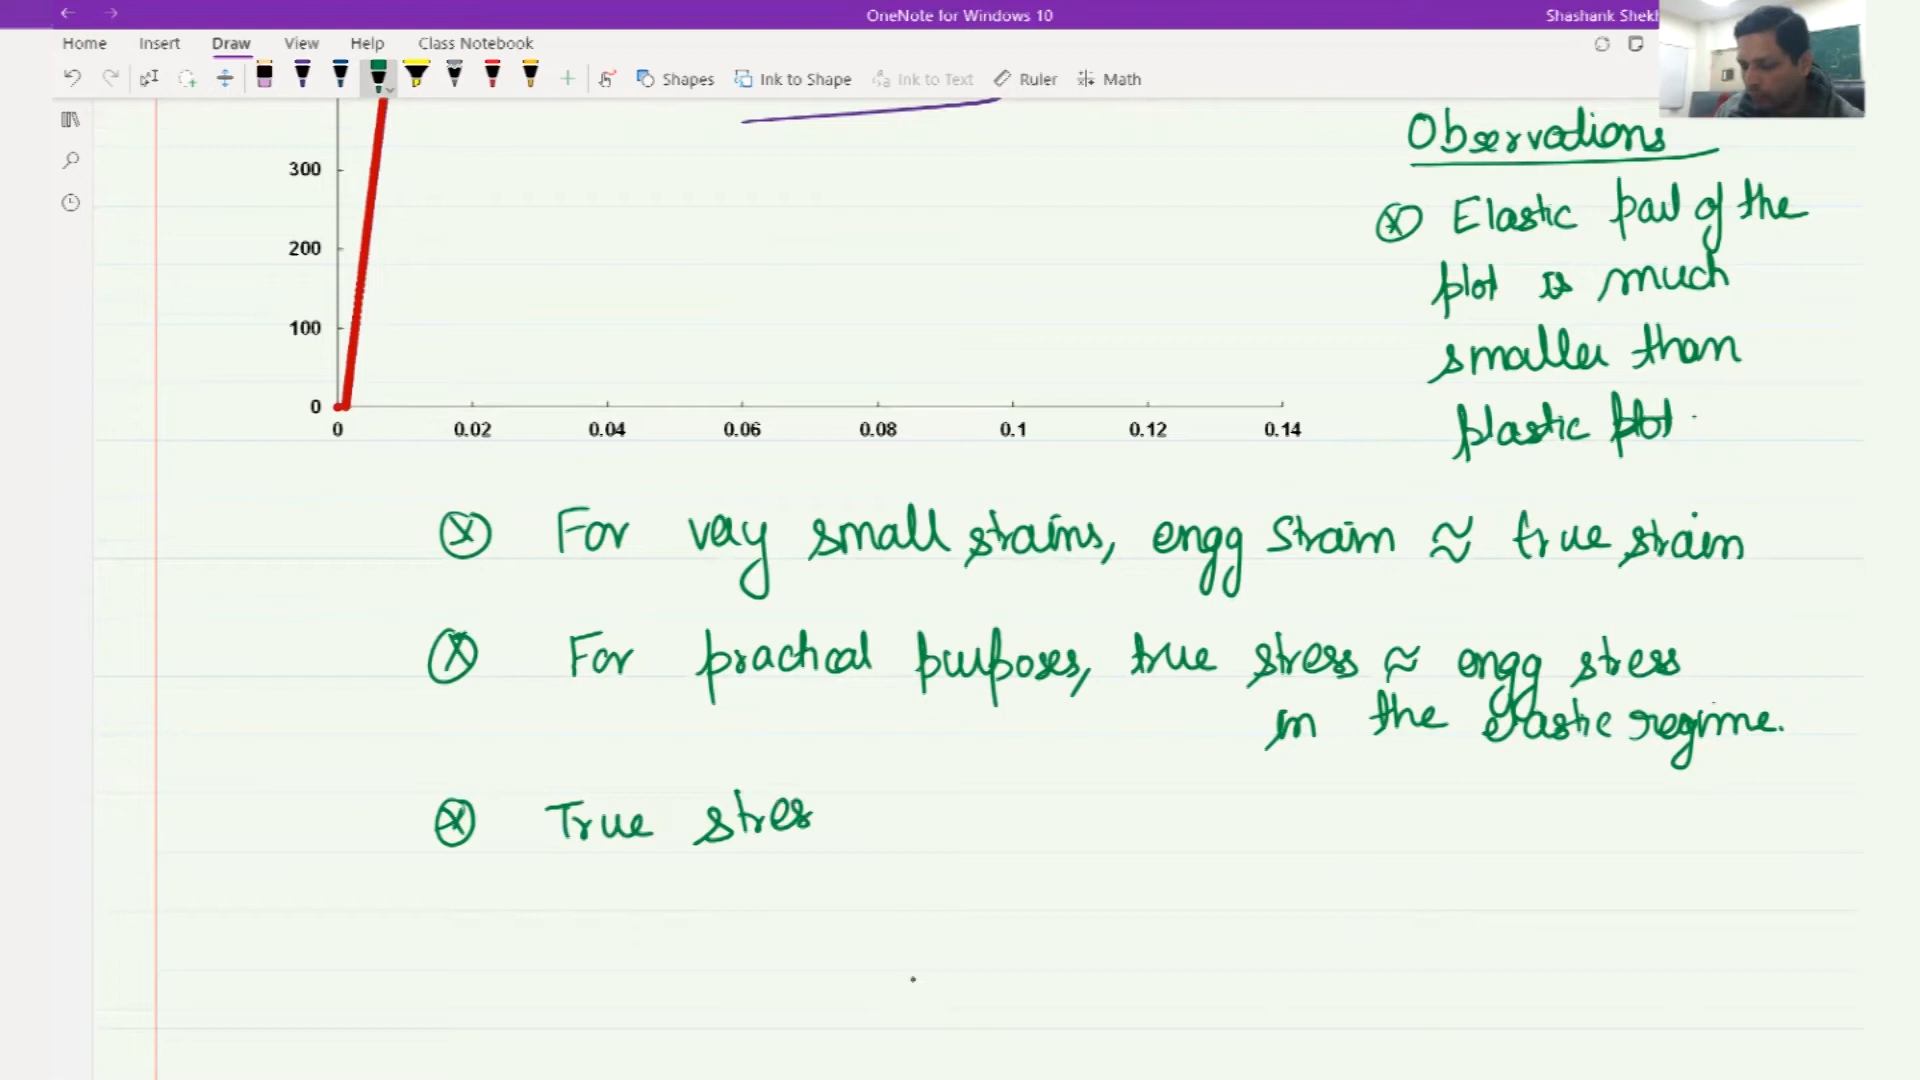 OneNote for Windows 10
Shashank Shekh
Home Insert Draw View Help Class Notebook
Shapes Ink to Shape Ink to Text Ruler Math
Observations
300
200
100
0
0 0.02 0.04 0.06 0.08 0.1 0.12 0.14
Elastic part of the
plot is much
smaller than
plastic plot.
For very small strains, engg strain ≈ true strain
For practical purposes, true stress ≈ engg stress
in the elastic regime.
True stres